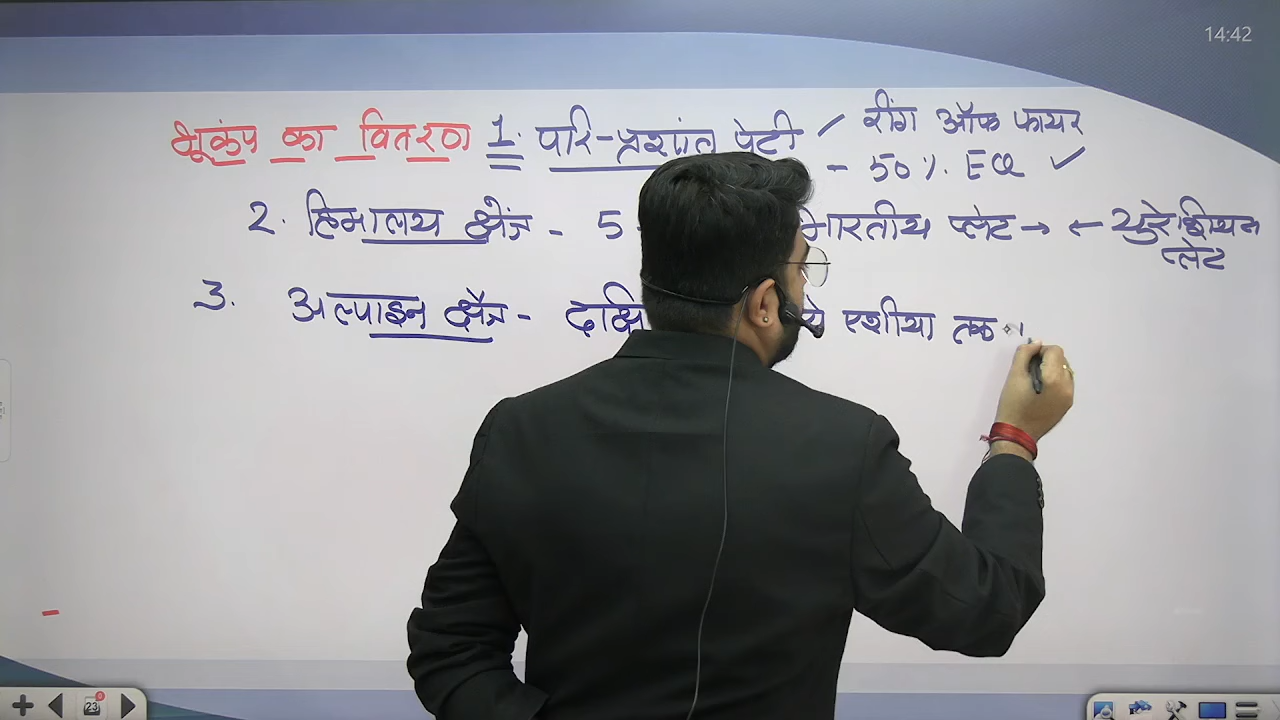 14:42
भूकंप का वितरण 1. परि-प्रशांत पेटी / रींग ऑफ फायर
- 50%. EQ ✓
2. हिमालय क्षेत्र - 5 भारतीय प्लेट → ← युरेशियन
प्लेट
3. अल्पाइन क्षेत्र - दक्षि एशीया तक
23